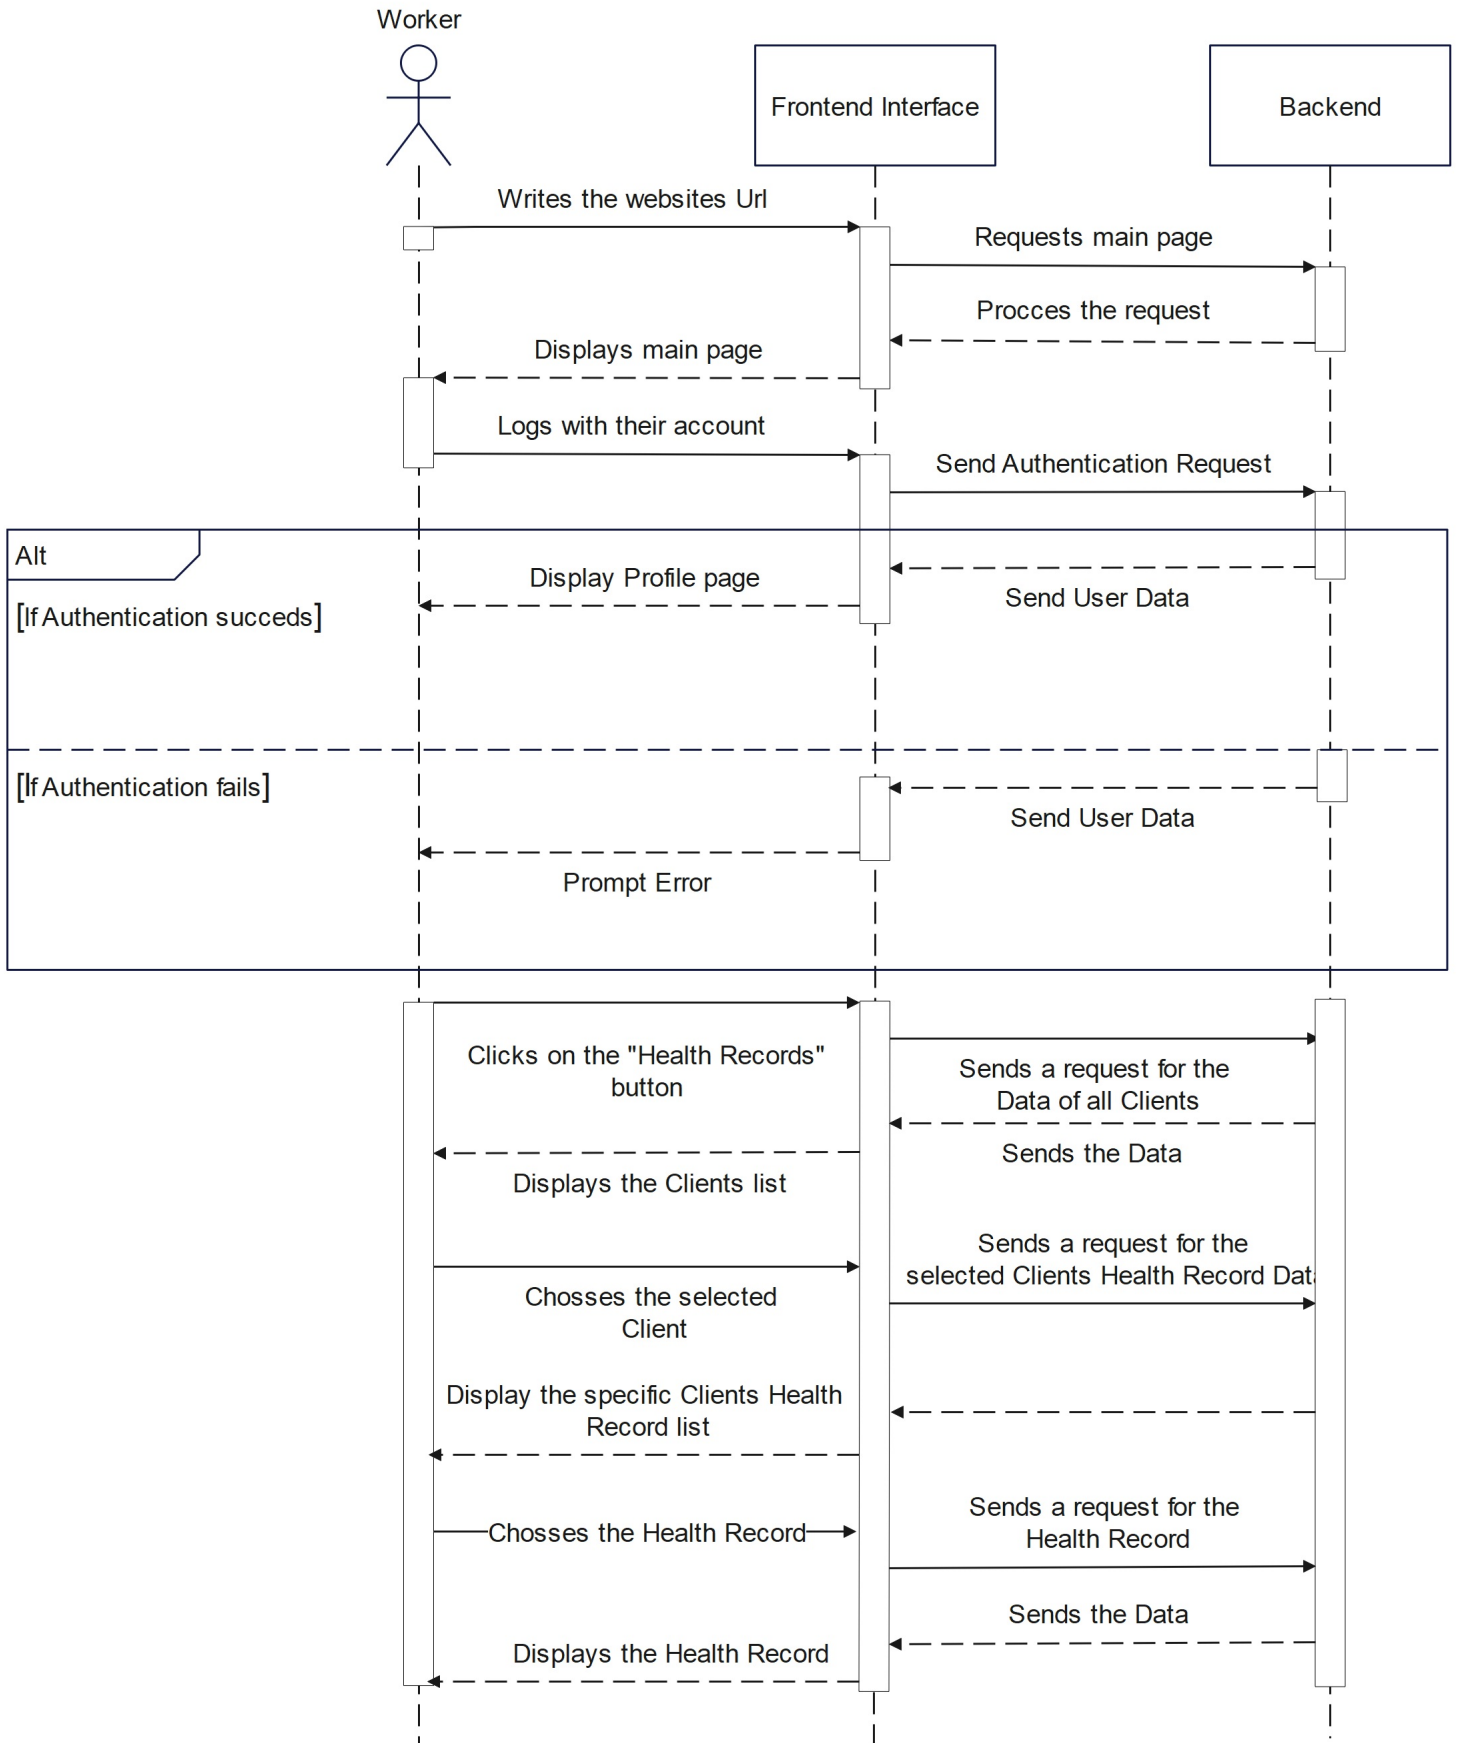 Worker
Frontend Interface
Backend
Writes the websites Url
Requests main page
Procces the request
Displays main page
Logs with their account
Send Authentication Request
Alt
Display Profile page
Send User Data
[If Authentication succeds]
[If Authentication fails]
Send User Data
Prompt Error
Clicks on the "Health Records"
button
Sends a request for the
Data of all Clients
Sends the Data
Displays the Clients list
Sends a request for the
selected Clients Health Record Data
Chosses the selected
Client
Display the specific Clients Health
Record list
Sends a request for the
Health Record
Chosses the Health Record
Sends the Data
Displays the Health Record